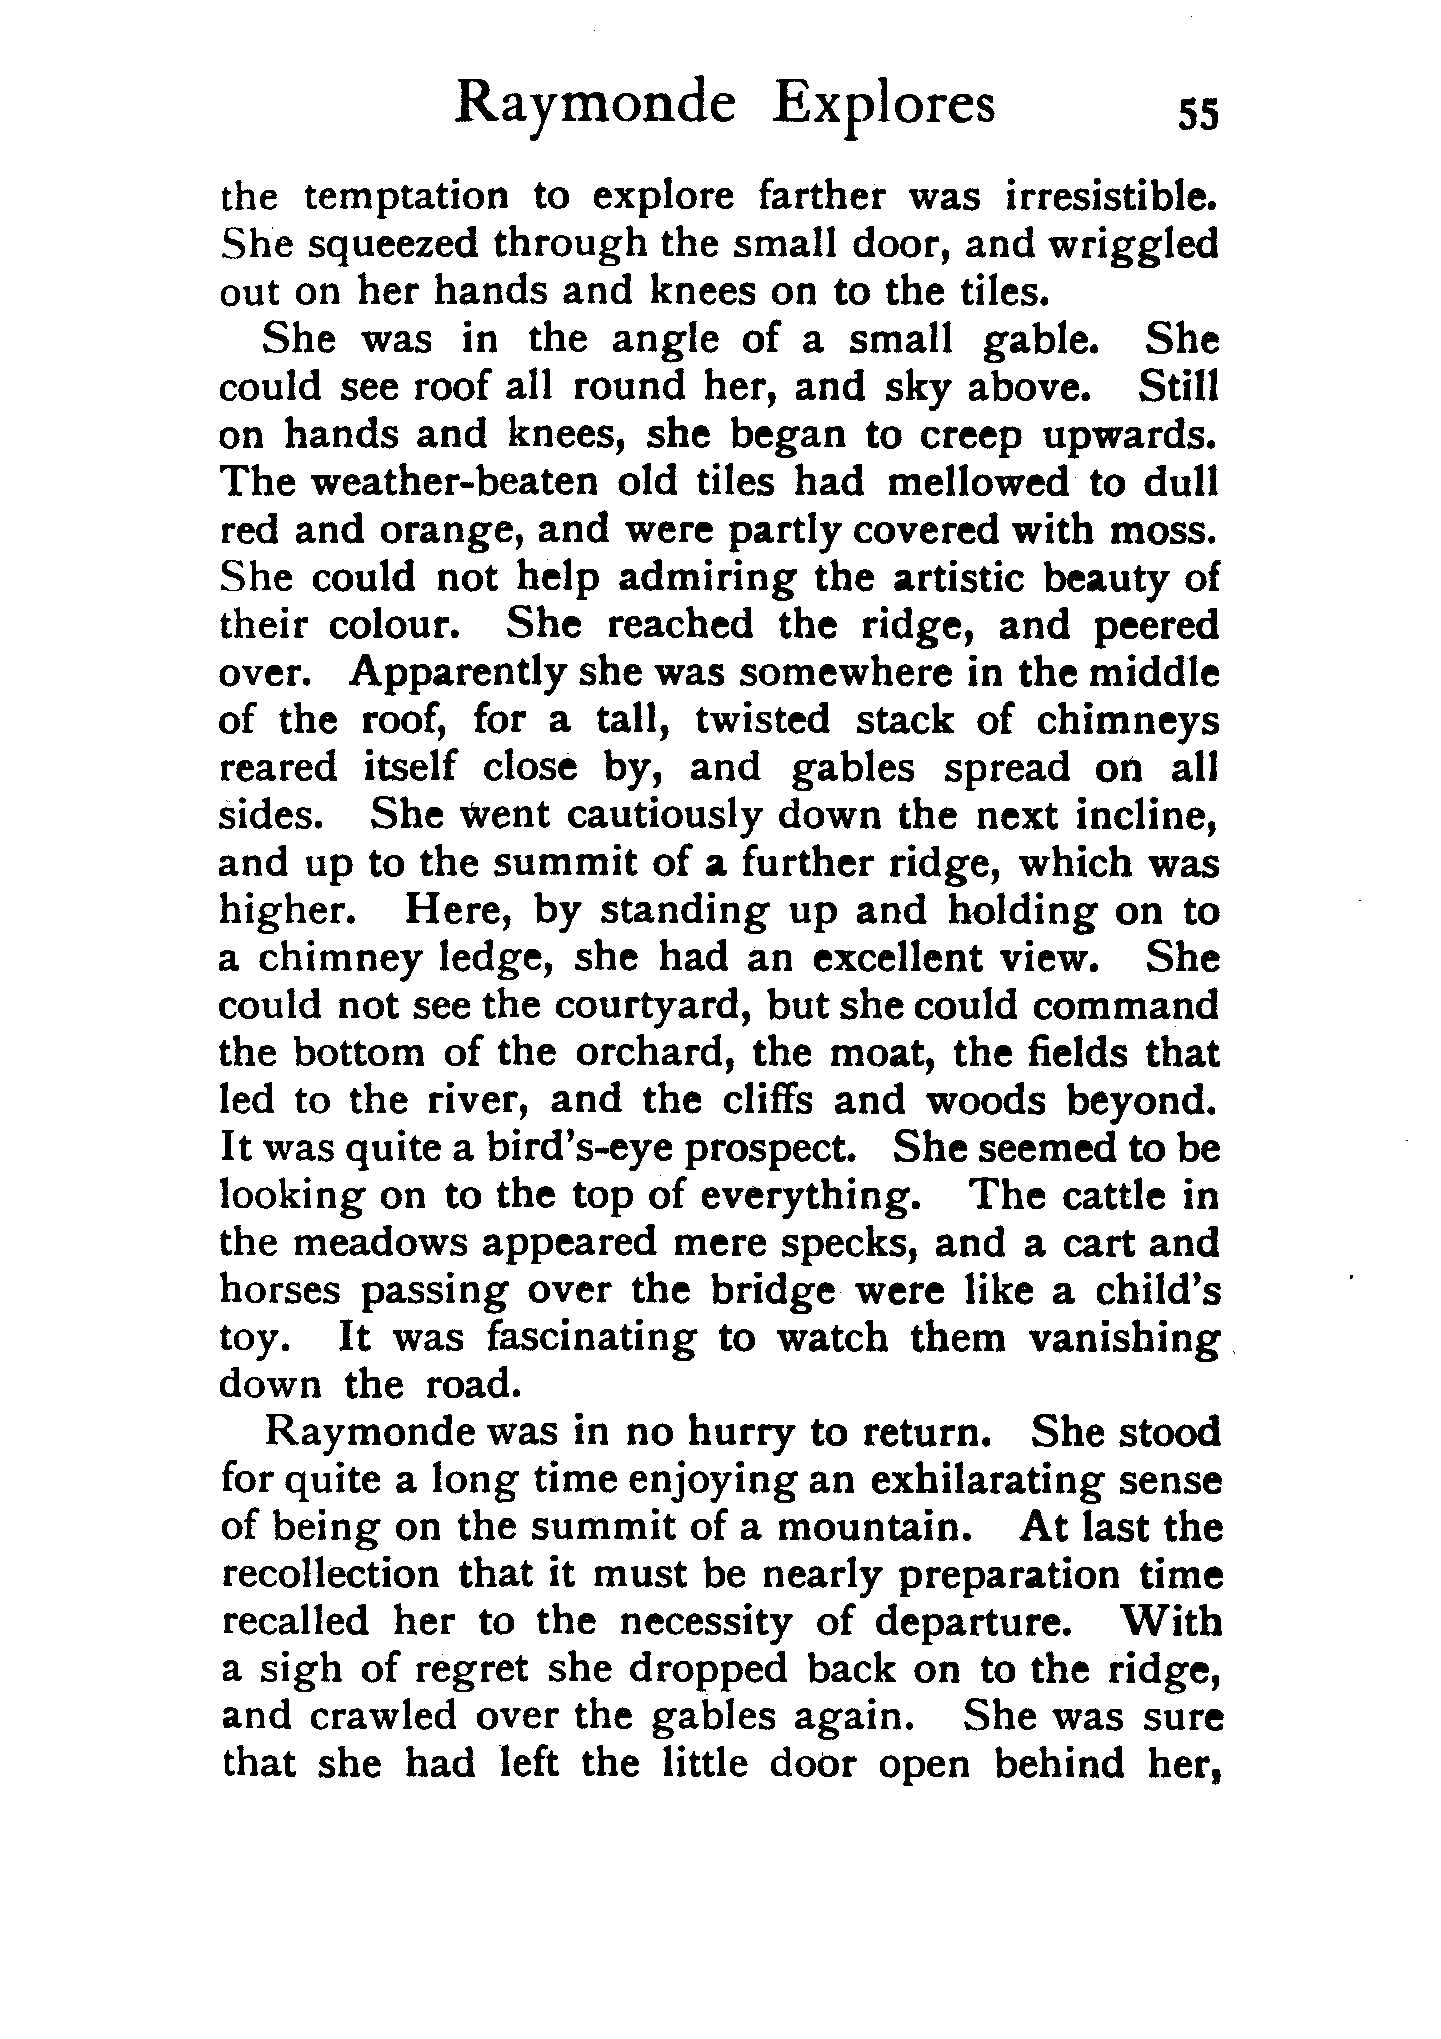 Raymonde Explores 55
the temptation to explore farther was irresistible.
She squeezed through the small door, and wriggled
out on her hands and knees on to the tiles.
She was in the angle of a small gable. She
could see roof all round her, and sky above. Still
on hands and knees, she began to creep upwards.
The weather-beaten old tiles had mellowed to dull
red and orange, and were partly covered with moss.
She could not help admiring the artistic beauty of
their colour. She reached the ridge, and peered
over. Apparently she was somewhere in the middle
of the roof, for a tall, twisted stack of chimneys
reared itself close by, and gables spread on all
sides. She went cautiously down the next incline,
and up to the summit of a further ridge, which was
higher. Here, by standing up and holding on to
a chimney ledge, she had an excellent view. She
could not see the courtyard, but she could command
the bottom of the orchard, the moat, the fields that
led to the river, and the cliffs and woods beyond.
It was quite a bird's-eye prospect. She seemed to be
looking on to the top of everything. The cattle in
the meadows appeared mere specks, and a cart and
horses passing over the bridge were like a child's
toy. It was fascinating to watch them vanishing
down the road.
Raymonde was in no hurry to return. She stood
for quite a long time enjoying an exhilarating sense
of being on the summit of a mountain. At last the
recollection that it must be nearly preparation time
recalled her to the necessity of departure. With
a sigh of regret she dropped back on to the ridge,
and crawled over the gables again. She was sure
that she had left the little door open behind her,